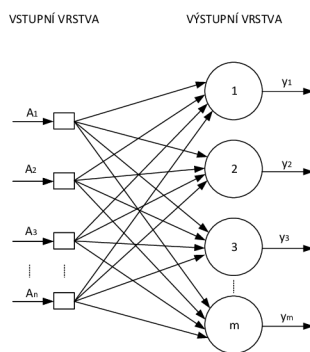 VSTUPNÍ VRSTVA
VÝSTUPNÍ VRSTVA
A1
A2
A3
An
1
2
3
m
y1
y2
y3
ym